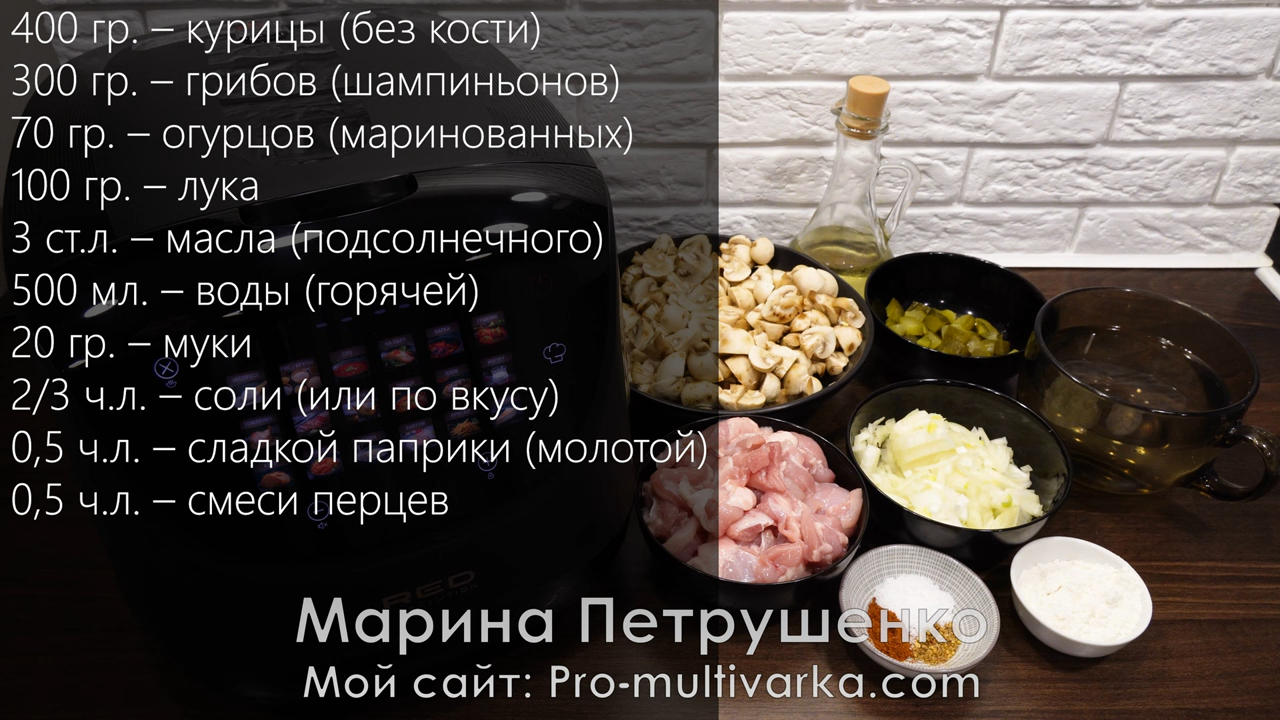 400 гр. – курицы (без кости)
300 гр. – грибов (шампиньонов)
70 гр. – огурцов (маринованных)
100 гр. – лука
3 ст.л. – масла (подсолнечного)
500 мл. – воды (горячей)
20 гр. – муки
2/3 ч.л. – соли (или по вкусу)
0,5 ч.л. – сладкой паприки (молотой)
0,5 ч.л. – смеси перцев
RED
Марина Петрушенко
Мой сайт: Pro-multivarka.com